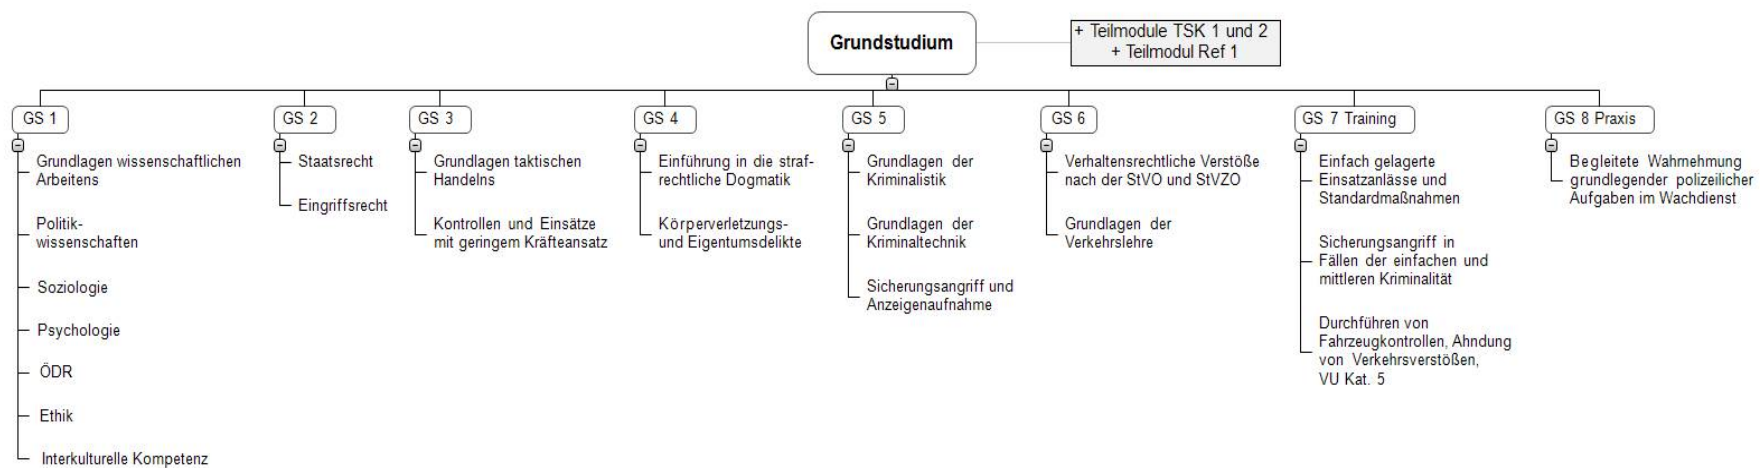 Grundstudium
+ Teilmodule TSK 1 und 2
+ Teilmodul Ref 1
GS 1
Grundlagen wissenschaftlichen
Arbeitens
Politik-
wissenschaften
Soziologie
Psychologie
ÖDR
Ethik
Interkulturelle Kompetenz
GS 2
Staatsrecht
Eingriffsrecht
GS 3
Grundlagen taktischen
Handelns
Kontrollen und Einsätze
mit geringem Kräfteansatz
GS 4
Einführung in die straf-
rechtliche Dogmatik
Körperverletzungs-
und Eigentumsdelikte
GS 5
Grundlagen der
Kriminalistik
Grundlagen der
Kriminaltechnik
Sicherungsangriff und
Anzeigenaufnahme
GS 6
Verhaltensrechtliche Verstöße
nach der StVO und StVZO
Grundlagen der
Verkehrslehre
GS 7 Training
Einfach gelagerte
Einsatzanlässe und
Standardmaßnahmen
Sicherungsangriff in
Fällen der einfachen und
mittleren Kriminalität
Durchführen von
Fahrzeugkontrollen, Ahndung
von Verkehrsverstößen,
VU Kat. 5
GS 8 Praxis
Begleitete Wahrnehmung
grundlegender polizeilicher
Aufgaben im Wachdienst